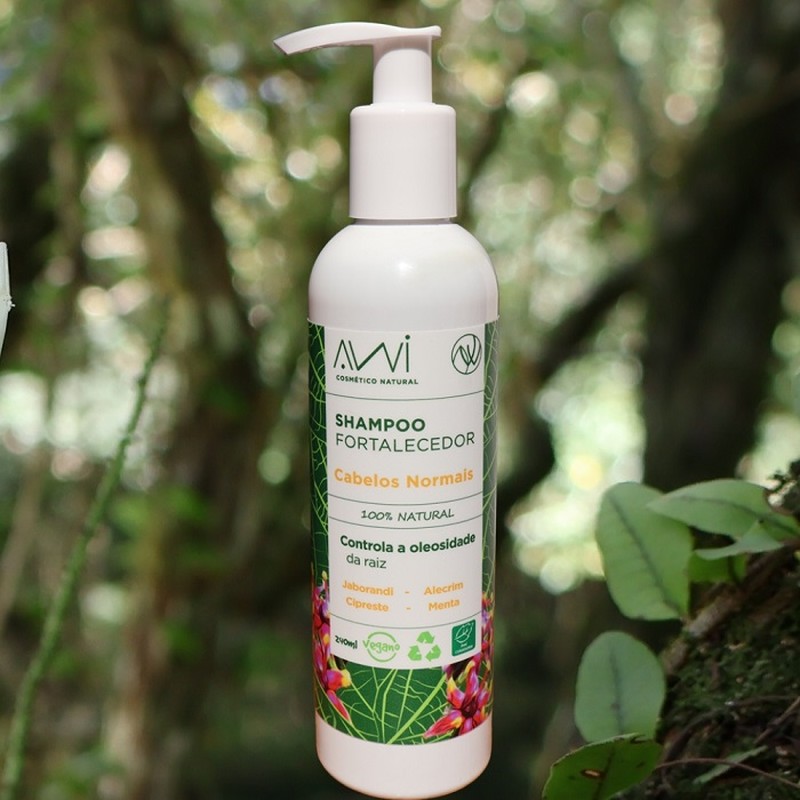 AWI
COSMÉTICO NATURAL
SHAMPOO
FORTALECEDOR
Cabelos Normais
100% NATURAL
Controla a oleosidade
da raiz
Jaborandi - Alecrim
Cipreste - Menta
240ml Vegano